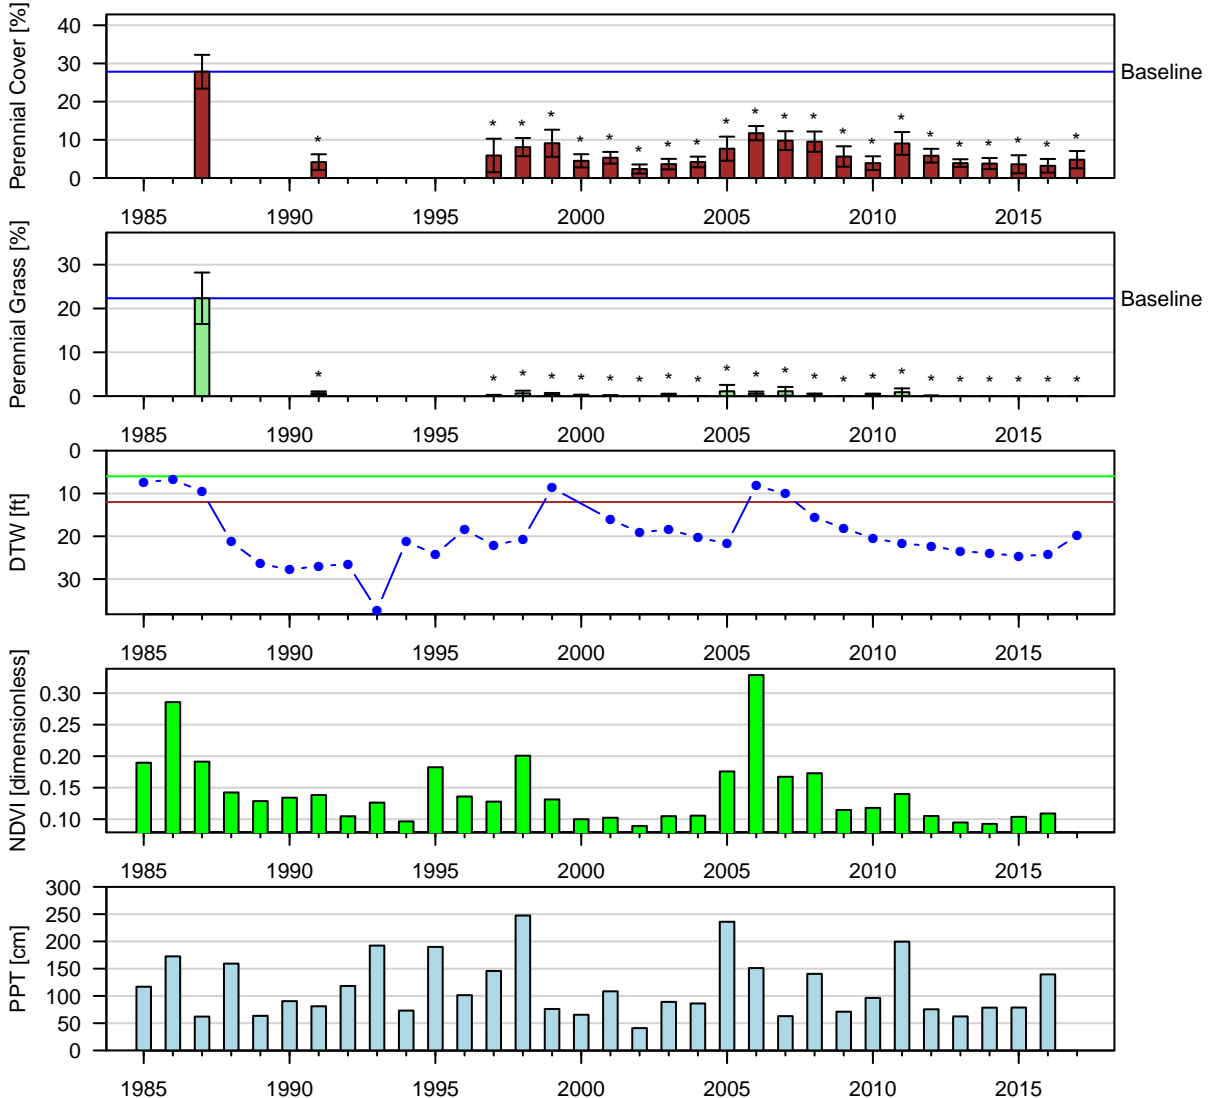 Perennial Cover [%]
40
30
20
10
0
Baseline
* * * * * * * * * * * * * * * * * * * * * *
1985 1990 1995 2000 2005 2010 2015
Perennial Grass [%]
30
20
10
0
Baseline
* * * * * * * * * * * * * * * * * * * * * *
1985 1990 1995 2000 2005 2010 2015
DTW [ft]
0
10
20
30
1985 1990 1995 2000 2005 2010 2015
NDVI [dimensionless]
0.30
0.25
0.20
0.15
0.10
1985 1990 1995 2000 2005 2010 2015
PPT [cm]
300
250
200
150
100
50
0
1985 1990 1995 2000 2005 2010 2015